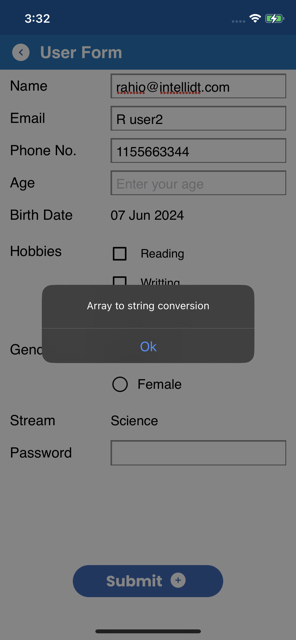 3:32
User Form
Name
rahio@intellidt.com
Email
R user2
Phone No.
1155663344
Age
Enter your age
Birth Date
07 Jun 2024
Hobbies
Reading
Writting
Array to string conversion
Ok
Female
Stream
Science
Password
Submit